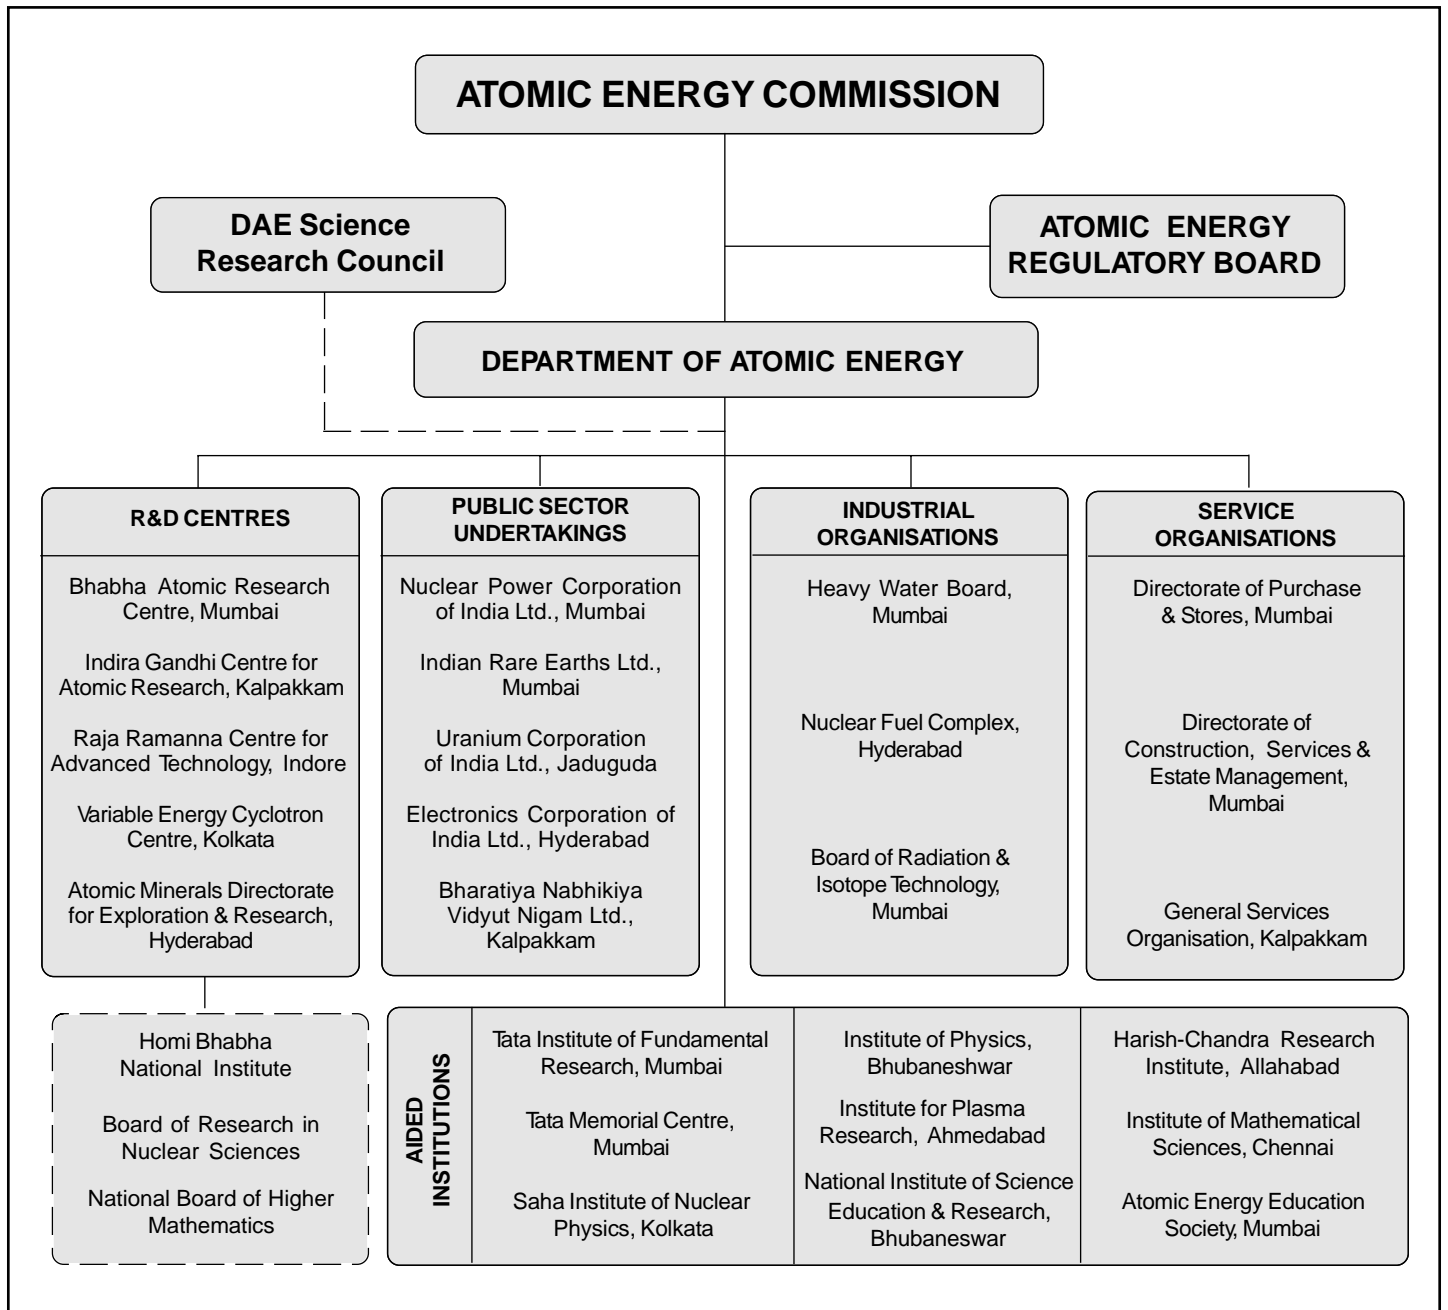 ATOMIC ENERGY COMMISSION
DAE Science
Research Council
ATOMIC ENERGY
REGULATORY BOARD
DEPARTMENT OF ATOMIC ENERGY
R&D CENTRES
Bhabha Atomic Research
Centre, Mumbai
Indira Gandhi Centre for
Atomic Research, Kalpakkam
Raja Ramanna Centre for
Advanced Technology, Indore
Variable Energy Cyclotron
Centre, Kolkata
Atomic Minerals Directorate
for Exploration & Research,
Hyderabad
PUBLIC SECTOR
UNDERTAKINGS
Nuclear Power Corporation
of India Ltd., Mumbai
Indian Rare Earths Ltd.,
Mumbai
Uranium Corporation
of India Ltd., Jaduguda
Electronics Corporation of
India Ltd., Hyderabad
Bharatiya Nabhikiya
Vidyut Nigam Ltd.,
Kalpakkam
INDUSTRIAL
ORGANISATIONS
Heavy Water Board,
Mumbai
Nuclear Fuel Complex,
Hyderabad
Board of Radiation &
Isotope Technology,
Mumbai
SERVICE
ORGANISATIONS
Directorate of Purchase
& Stores, Mumbai
Directorate of
Construction, Services &
Estate Management,
Mumbai
General Services
Organisation, Kalpakkam
Homi Bhabha
National Institute
Board of Research in
Nuclear Sciences
National Board of Higher
Mathematics
AIDED
INSTITUTIONS
Tata Institute of Fundamental
Research, Mumbai
Tata Memorial Centre,
Mumbai
Saha Institute of Nuclear
Physics, Kolkata
Institute of Physics,
Bhubaneshwar
Institute for Plasma
Research, Ahmedabad
National Institute of Science
Education & Research,
Bhubaneswar
Harish-Chandra Research
Institute, Allahabad
Institute of Mathematical
Sciences, Chennai
Atomic Energy Education
Society, Mumbai